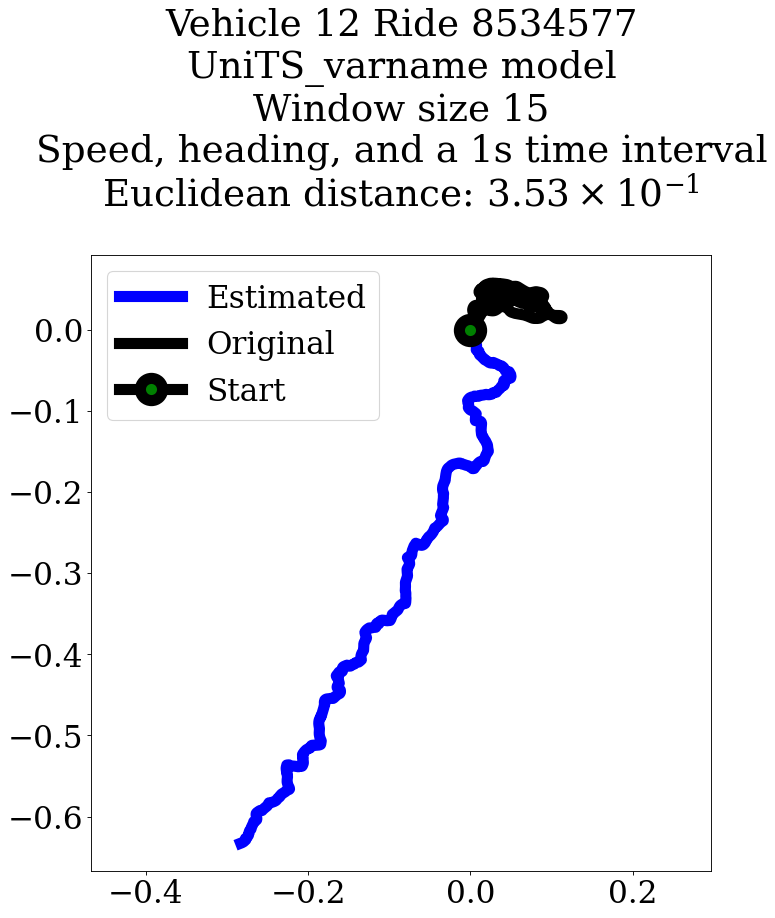 Vehicle 12 Ride 8534577
UniTS_varname model
Window size 15
Speed, heading, and a 1s time interval
Euclidean distance: 3.53 × 10⁻¹
Estimated
Original
Start
0.0
−0.1
−0.2
−0.3
−0.4
−0.5
−0.6
−0.4 −0.2 0.0 0.2